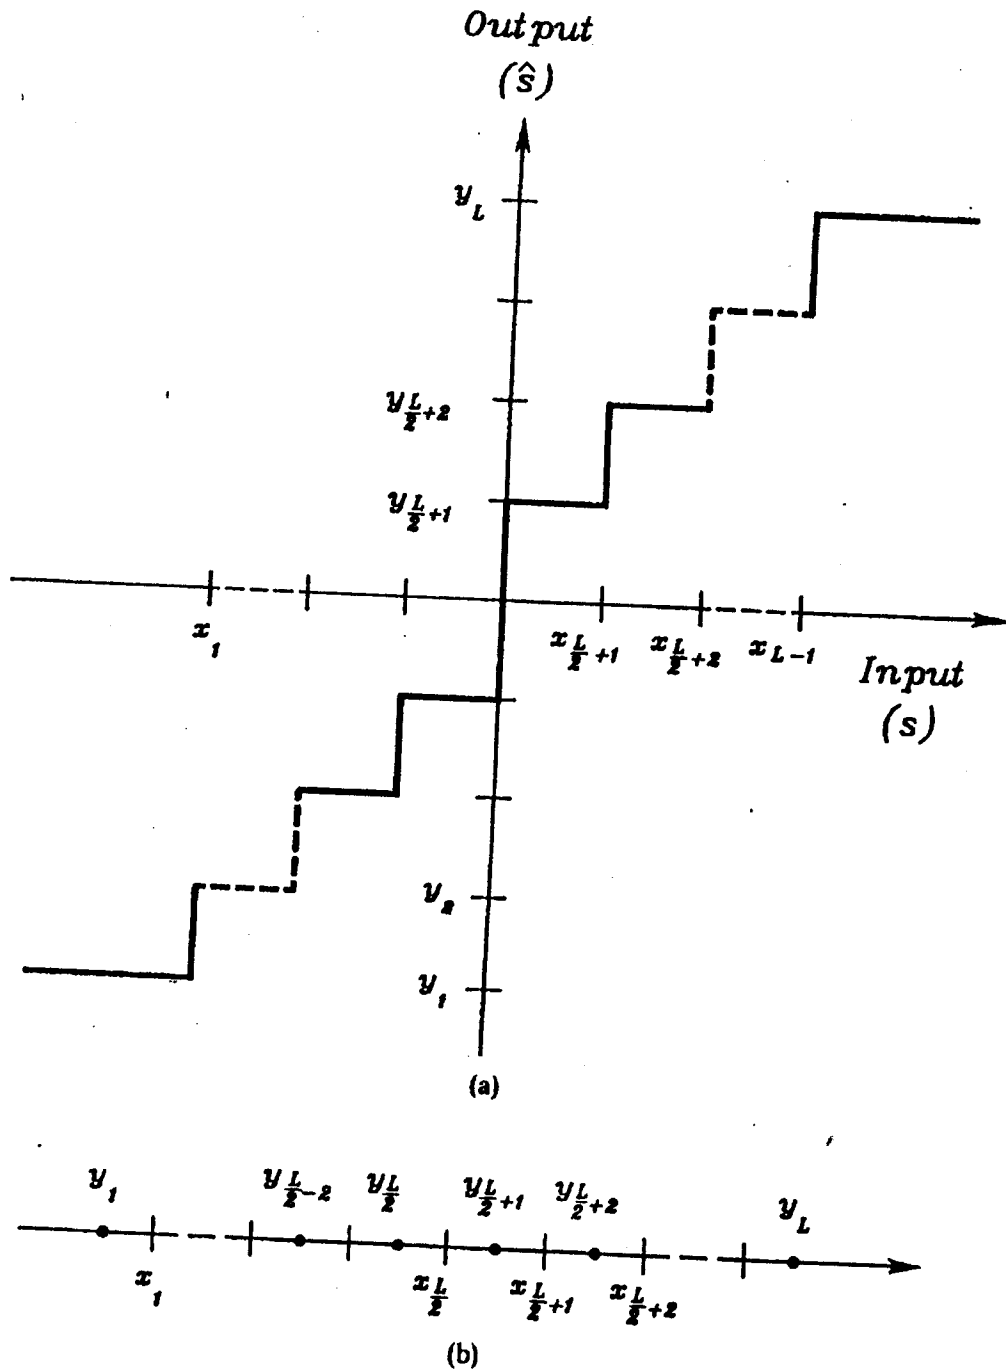 Output
(ŝ)
y_L
y_{L/2+2}
y_{L/2+1}
x_1
x_{L/2+1} x_{L/2+2} x_{L-1}
Input
(s)
y_2
y_1
(a)
y_1 y_{L/2-2} y_{L/2} y_{L/2+1} y_{L/2+2} y_L
x_1 x_{L/2} x_{L/2+1} x_{L/2+2}
(b)